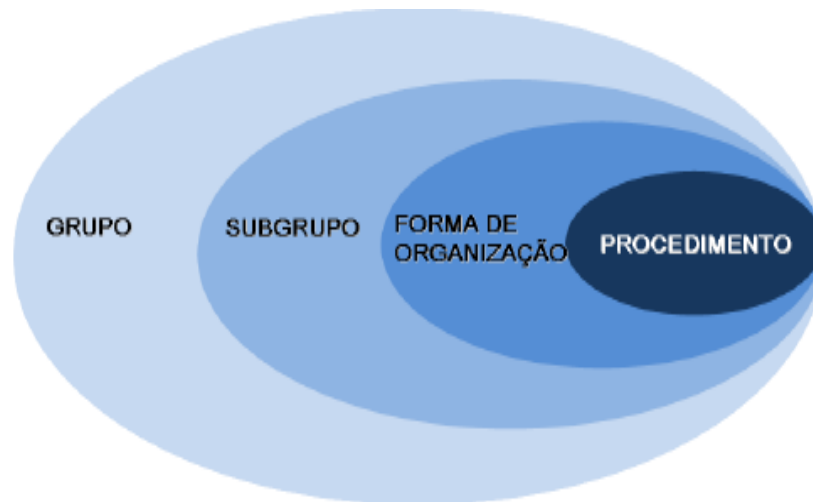 GRUPO
SUBGRUPO
FORMA DE
ORGANIZAÇÃO
PROCEDIMENTO